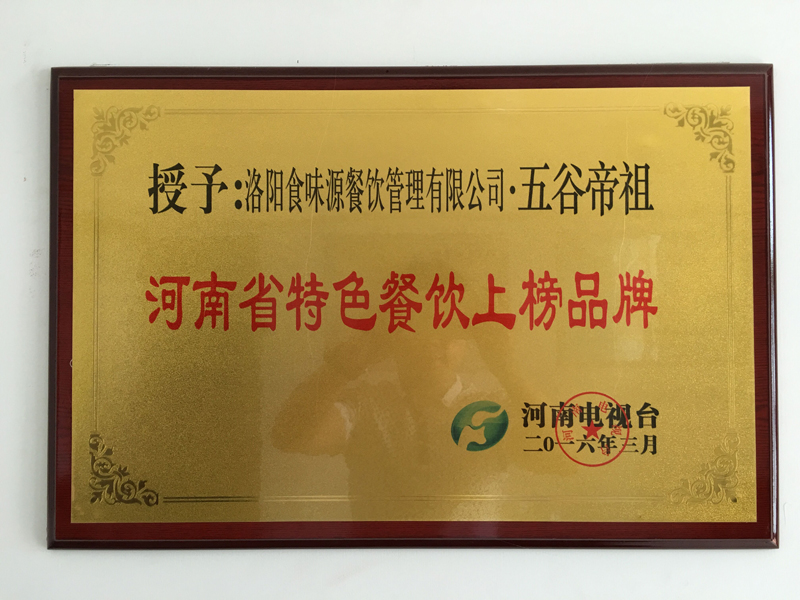 授予:洛阳食味源餐饮管理有限公司·五谷帝祖
河南省特色餐饮上榜品牌
河南电视台
二〇一六年三月